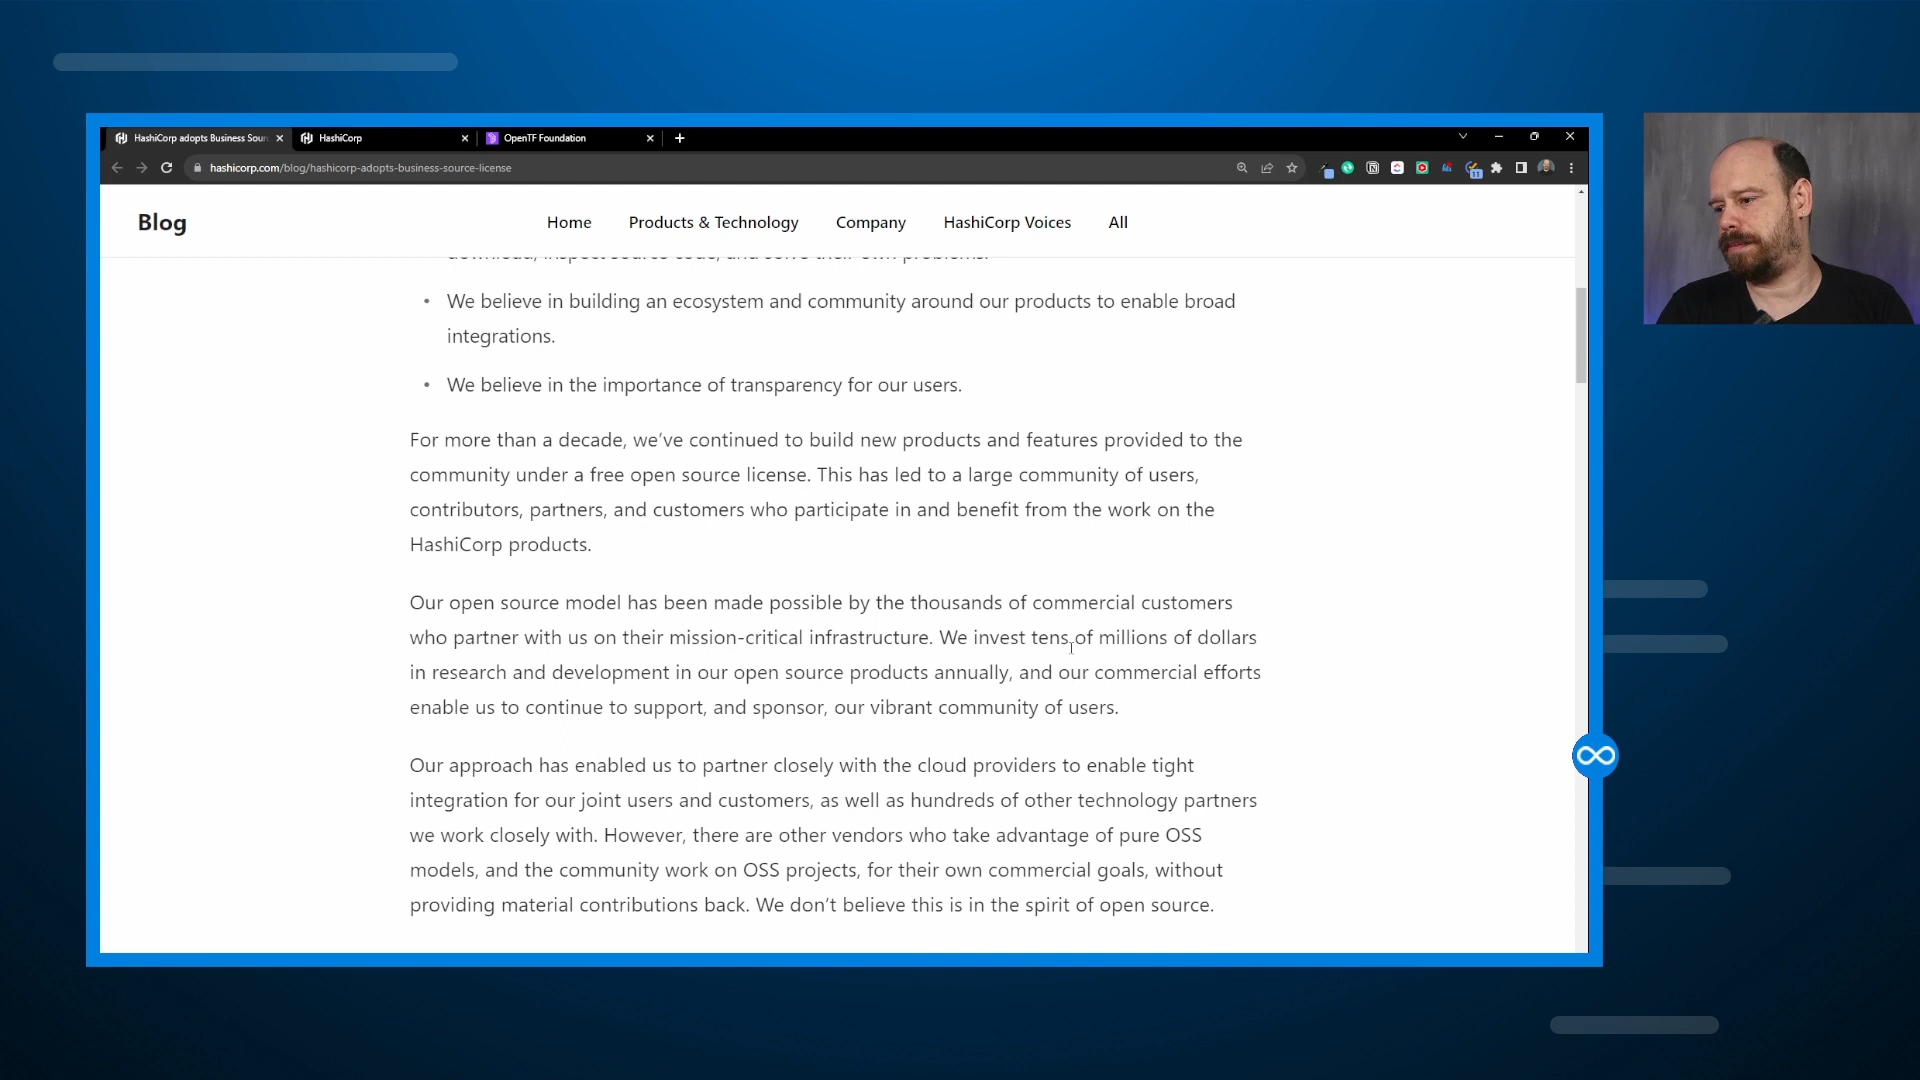 HashiCorp adopts Business Sour
HashiCorp
OpenTF Foundation
hashicorp.com/blog/hashicorp-adopts-business-source-license
11
Blog
Home
Products & Technology
Company
HashiCorp Voices
All
download, inspect source code, and solve their own problems.
• We believe in building an ecosystem and community around our products to enable broad
integrations.
• We believe in the importance of transparency for our users.
For more than a decade, we’ve continued to build new products and features provided to the
community under a free open source license. This has led to a large community of users,
contributors, partners, and customers who participate in and benefit from the work on the
HashiCorp products.
Our open source model has been made possible by the thousands of commercial customers
who partner with us on their mission-critical infrastructure. We invest tens of millions of dollars
in research and development in our open source products annually, and our commercial efforts
enable us to continue to support, and sponsor, our vibrant community of users.
Our approach has enabled us to partner closely with the cloud providers to enable tight
integration for our joint users and customers, as well as hundreds of other technology partners
we work closely with. However, there are other vendors who take advantage of pure OSS
models, and the community work on OSS projects, for their own commercial goals, without
providing material contributions back. We don’t believe this is in the spirit of open source.